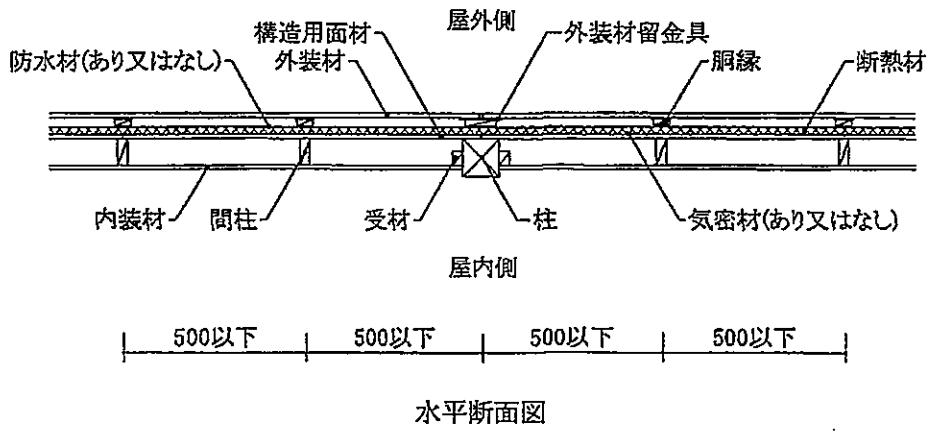 屋外側
構造用面材
外装材留金具
防水材(あり又はなし)
外装材
胴縁
断熱材
内装材
間柱
受材
柱
気密材(あり又はなし)
屋内側
500以下
500以下
500以下
500以下
水平断面図